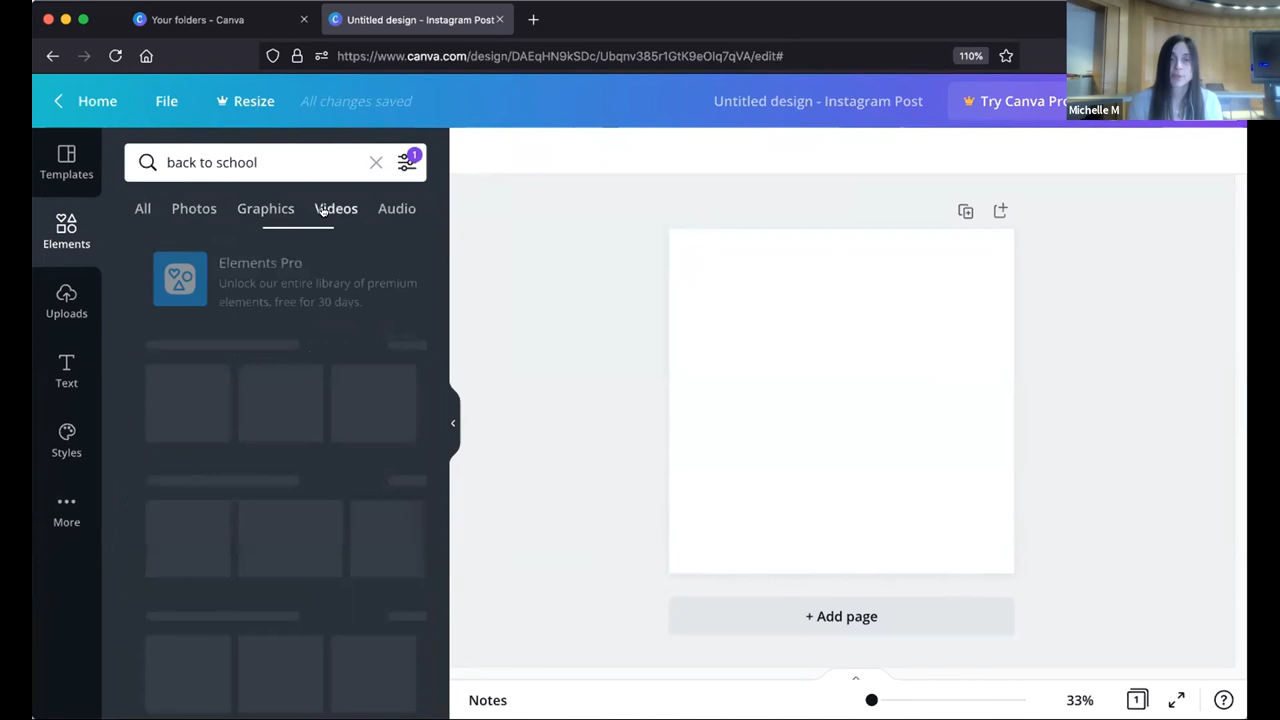 Your folders - Canva
Untitled design - Instagram Post
https://www.canva.com/design/DAEqHN9kSDc/Ubqnv385r1GtK9eOlq7qVA/edit#
110%
Michelle M
Home
File
Resize
All changes saved
Untitled design - Instagram Post
Try Canva Pro
Templates
Elements
Uploads
Text
Styles
More
back to school
1
All
Photos
Graphics
Videos
Audio
Elements Pro
Unlock our entire library of premium
elements, free for 30 days.
+ Add page
Notes
33%
1
?